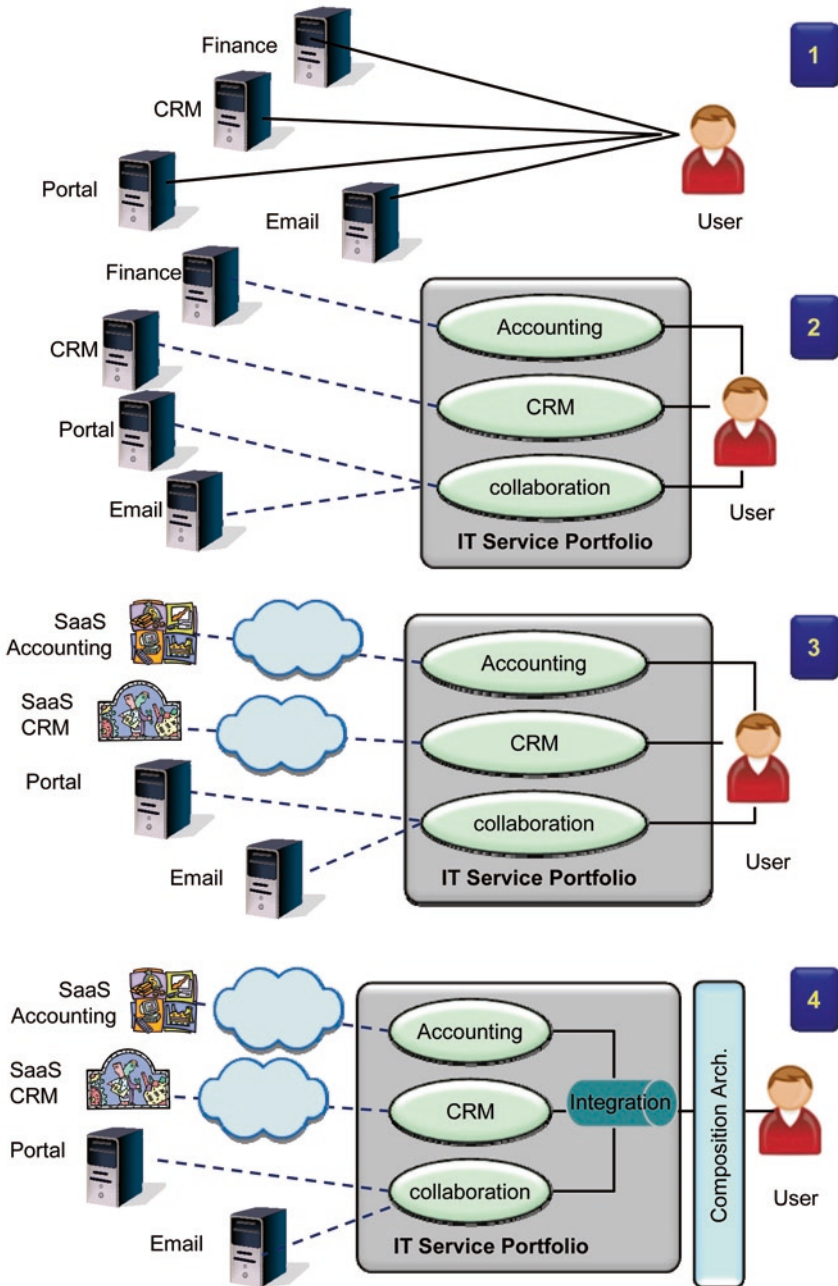 Finance
1
CRM
Portal
Email
User
Finance
2
Accounting
CRM
CRM
Portal
collaboration
Email
User
IT Service Portfolio
SaaS
Accounting
3
Accounting
SaaS
CRM
CRM
Portal
collaboration
Email
User
IT Service Portfolio
SaaS
Accounting
4
Accounting
SaaS
CRM
CRM
Integration
Composition Arch.
Portal
collaboration
User
Email
IT Service Portfolio